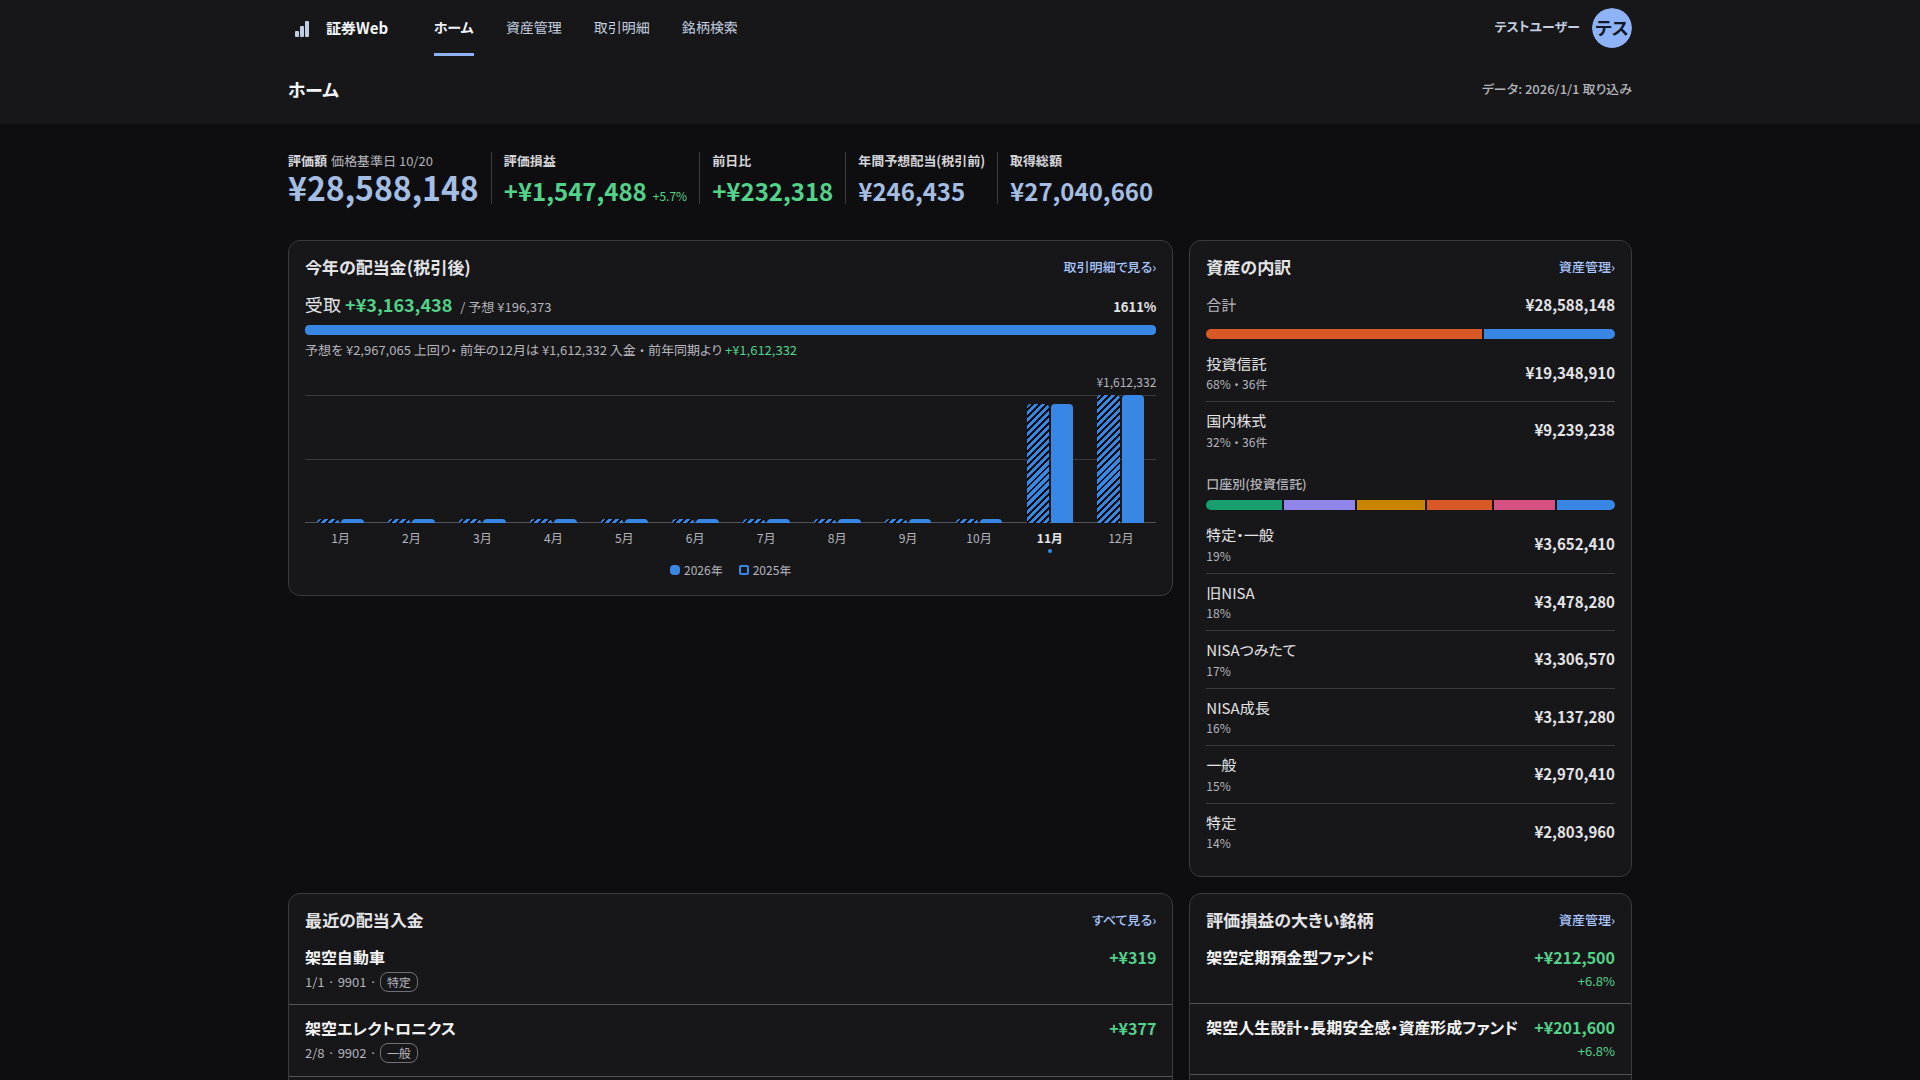 証券Web ホーム 資産管理 取引明細 銘柄検索 テストユーザー テス
ホーム データ: 2026/1/1 取り込み
評価額 価格基準日 10/20
¥28,588,148
評価損益
+¥1,547,488 +5.7%
前日比
+¥232,318
年間予想配当(税引前)
¥246,435
取得総額
¥27,040,660
今年の配当金(税引後) 取引明細で見る›
受取 +¥3,163,438 / 予想 ¥196,373 1611%
予想を ¥2,967,065 上回り・前年の12月は ¥1,612,332 入金・前年同期より +¥1,612,332
¥1,612,332
1月 2月 3月 4月 5月 6月 7月 8月 9月 10月 11月 12月
2026年 2025年
資産の内訳 資産管理›
合計 ¥28,588,148
投資信託 ¥19,348,910
68%・36件
国内株式 ¥9,239,238
32%・36件
口座別(投資信託)
特定・一般 ¥3,652,410
19%
旧NISA ¥3,478,280
18%
NISAつみたて ¥3,306,570
17%
NISA成長 ¥3,137,280
16%
一般 ¥2,970,410
15%
特定 ¥2,803,960
14%
最近の配当入金 すべて見る›
架空自動車 +¥319
1/1・9901・特定
架空エレクトロニクス +¥377
2/8・9902・一般
評価損益の大きい銘柄 資産管理›
架空定期預金型ファンド +¥212,500
+6.8%
架空人生設計・長期安全感・資産形成ファンド +¥201,600
+6.8%